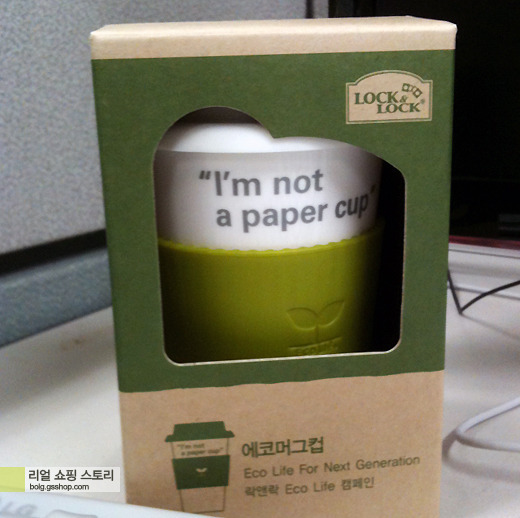 LOCK&
LOCK®
“I'm not
a paper cup”
“I'm not
a paper cup”
에코머그컵
Eco Life For Next Generation
락앤락 Eco Life 캠페인
리얼 쇼핑 스토리
bolg.gsshop.com